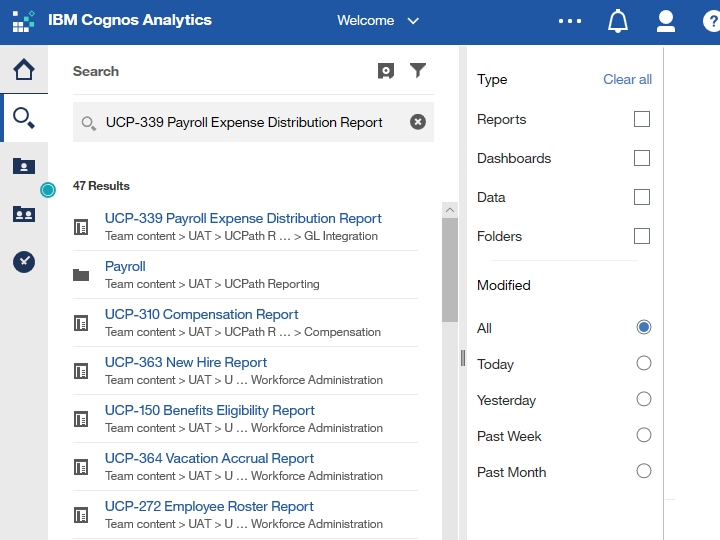 IBM Cognos Analytics
Welcome
?
Search
Type
Clear all
UCP-339 Payroll Expense Distribution Report
Reports
Dashboards
Data
Folders
47 Results
UCP-339 Payroll Expense Distribution Report
Team content > UAT > UCPath R ... > GL Integration
Payroll
Team content > UAT > UCPath Reporting
UCP-310 Compensation Report
Team content > UAT > UCPath R ... > Compensation
UCP-363 New Hire Report
Team content > UAT > U ... Workforce Administration
UCP-150 Benefits Eligibility Report
Team content > UAT > U ... Workforce Administration
UCP-364 Vacation Accrual Report
Team content > UAT > U ... Workforce Administration
UCP-272 Employee Roster Report
Team content > UAT > U ... Workforce Administration
Modified
All
Today
Yesterday
Past Week
Past Month